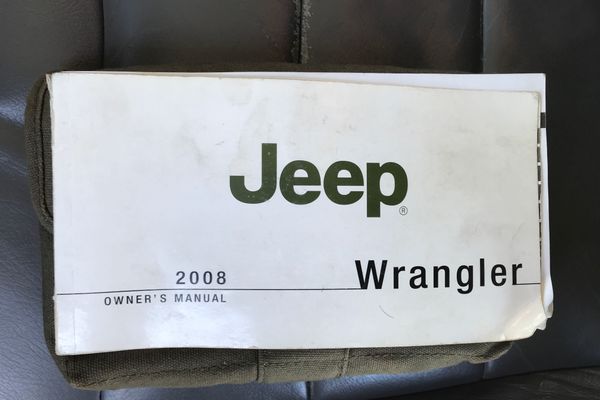 Jeep®
2008
Wrangler
OWNER'S MANUAL